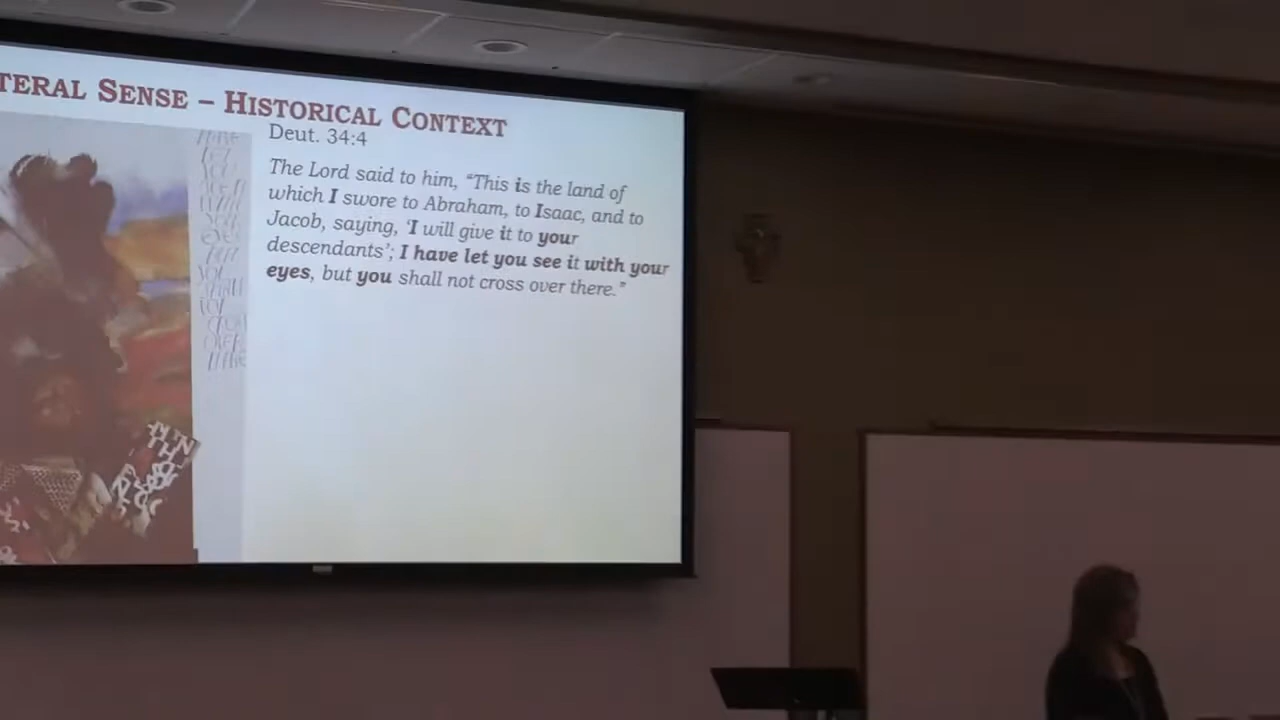 TERAL SENSE – HISTORICAL CONTEXT
Deut. 34:4
The Lord said to him, “This is the land of
which I swore to Abraham, to Isaac, and to
Jacob, saying, ‘I will give it to your
descendants’; I have let you see it with your
eyes, but you shall not cross over there.”